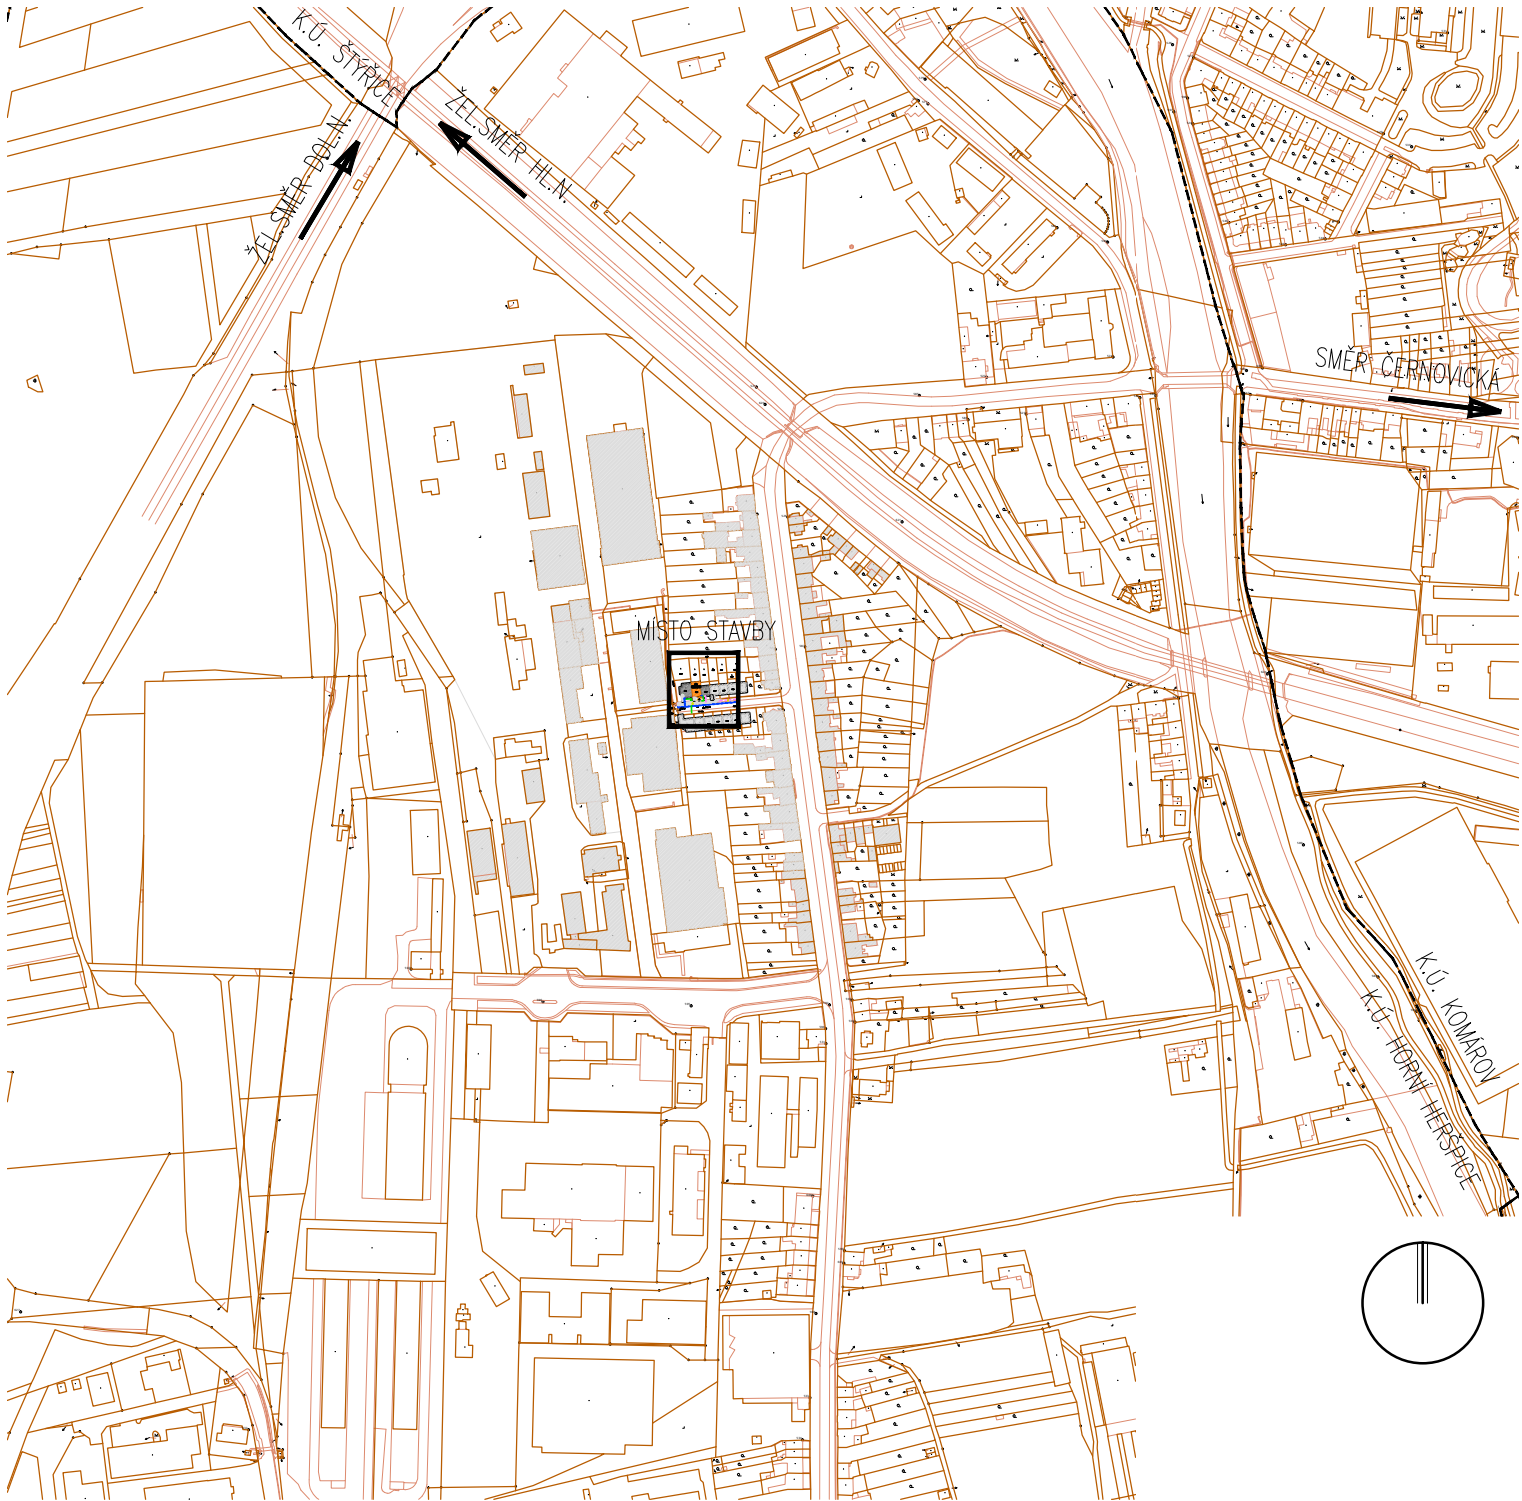 K.Ú. ŠTÝŘICE
ŽEL.SMĚR HL.N.
ŽEL.SMĚR DOL.N.
SMĚR ČERNOVICKÁ
MÍSTO STAVBY
K.Ú. KOMÁROV
K.Ú. HORNÍ HERŠPICE